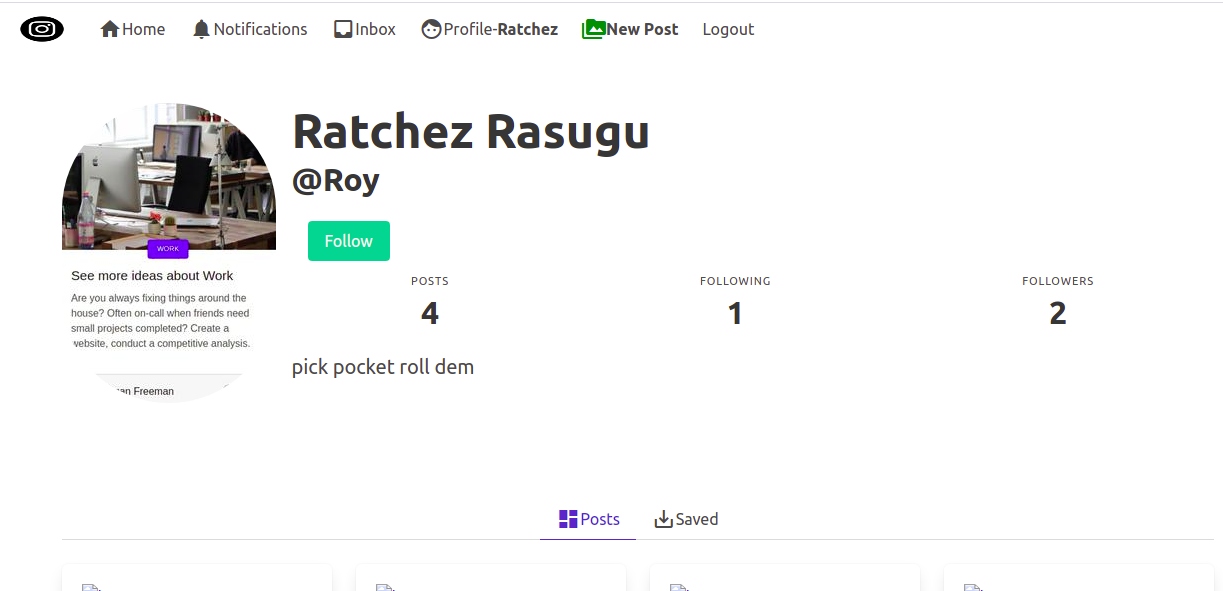 Home Notifications Inbox Profile-Ratchez New Post Logout
Ratchez Rasugu
@Roy
Follow
POSTS FOLLOWING FOLLOWERS
4 1 2
pick pocket roll dem
WORK
See more ideas about Work
Are you always fixing things around the
house? Often on-call when friends need
small projects completed? Create a
website, conduct a competitive analysis.
Freeman
Posts Saved